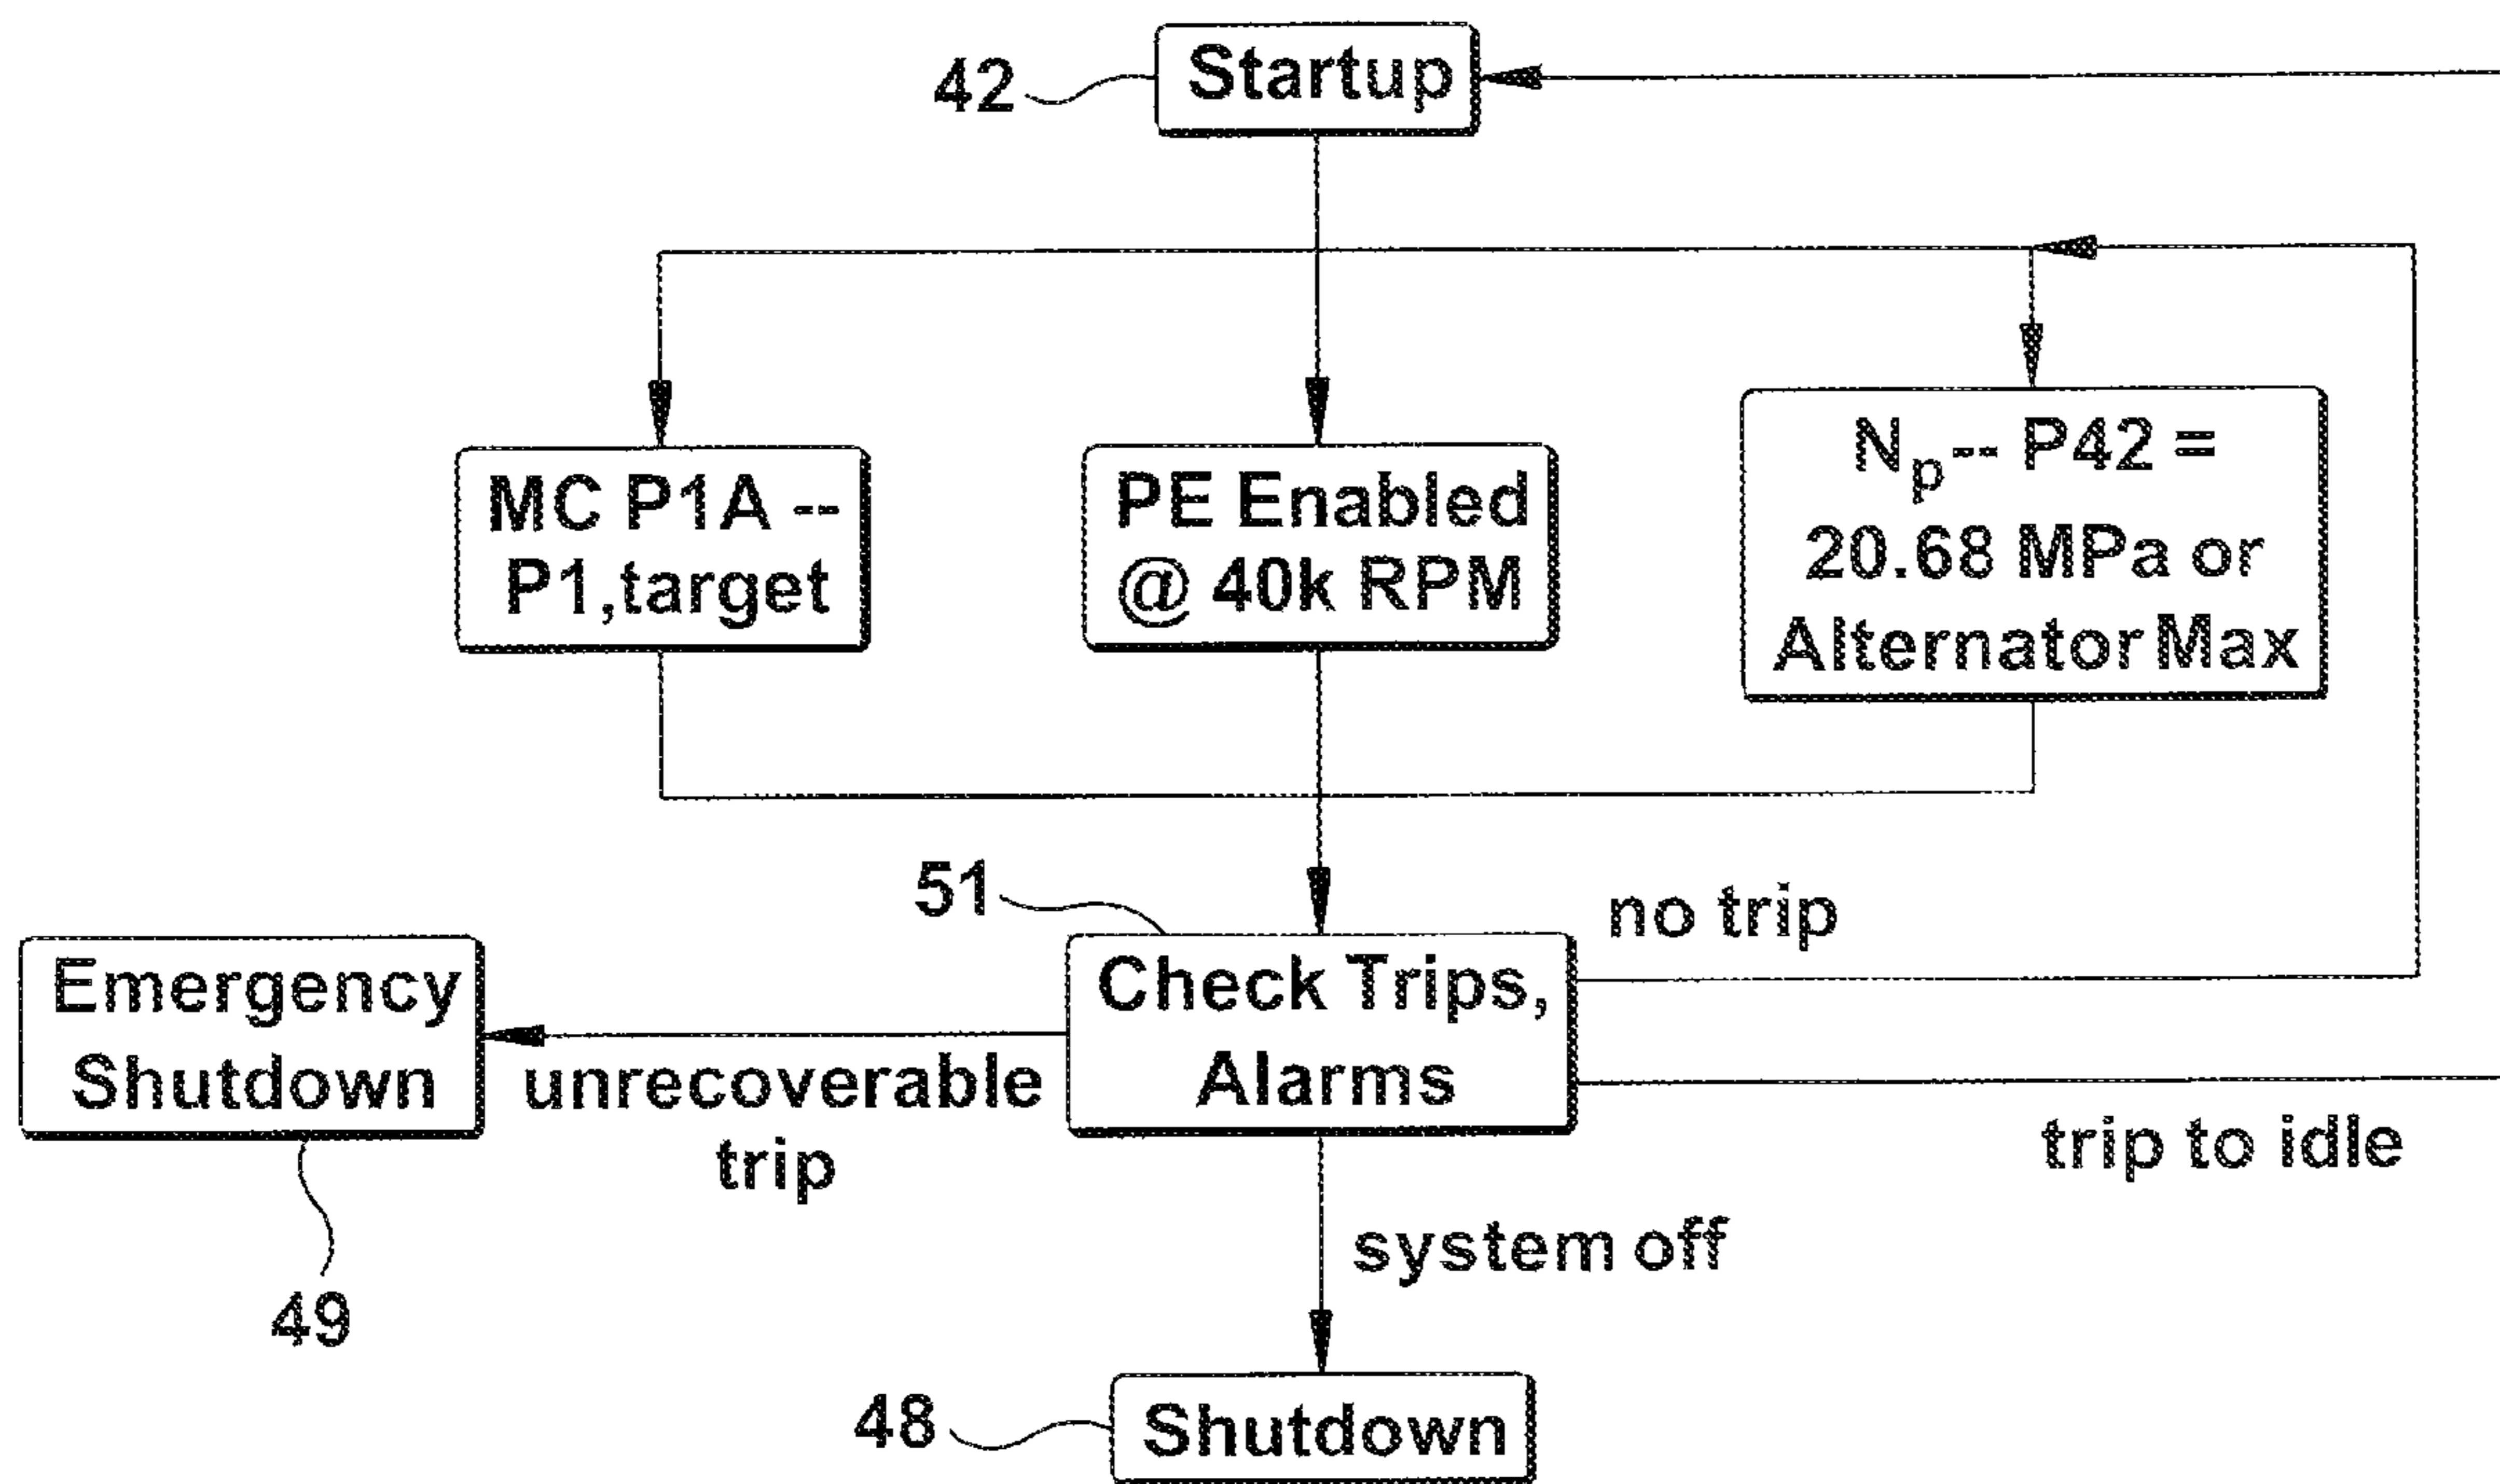 42
Startup
MC P1A --
P1,target
PE Enabled
@ 40k RPM
Np-- P42 =
20.68 MPa or
Alternator Max
51
no trip
Emergency
Shutdown
Check Trips,
Alarms
unrecoverable
trip
trip to idle
system off
49
48
Shutdown